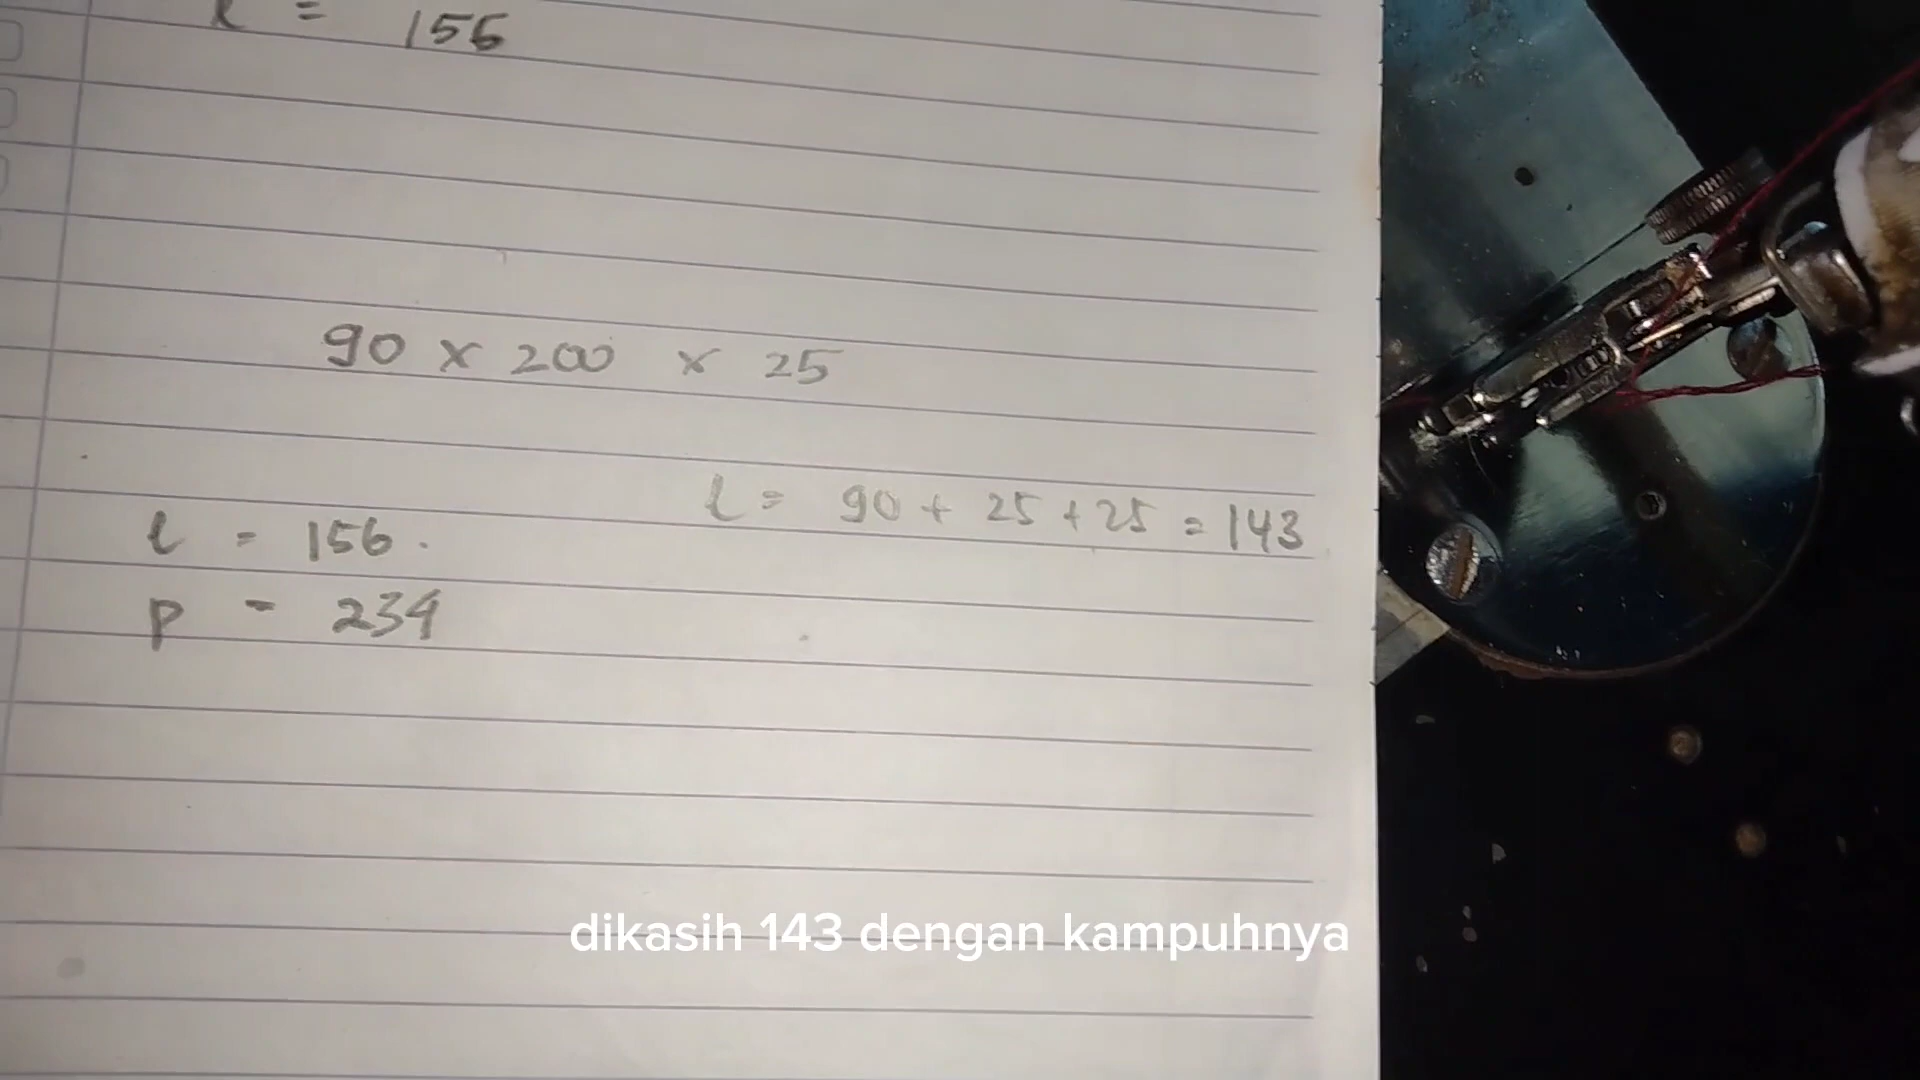 l = 156
90 x 200 x 25
l = 90 + 25 + 25 = 143
l = 156.
P = 234
dikasih 143 dengan kampuhnya